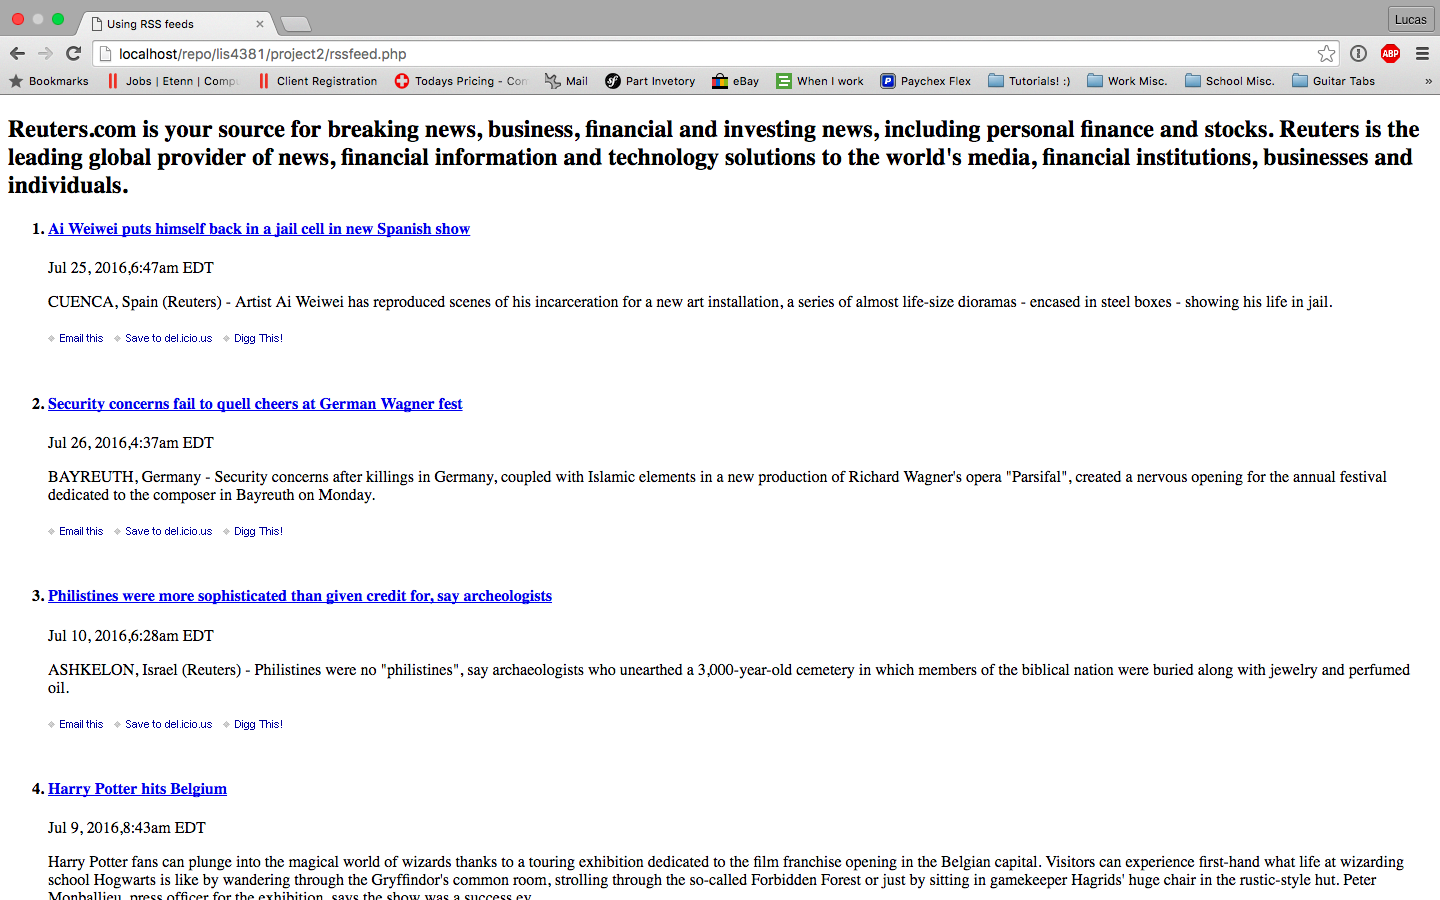 Using RSS feeds
Lucas
localhost/repo/lis4381/project2/rssfeed.php
ABP
Bookmarks Jobs | Etenn | Comp Client Registration Todays Pricing - Con Mail Part Invetory eBay When I work Paychex Flex Tutorials! :) Work Misc. School Misc. Guitar Tabs »
Reuters.com is your source for breaking news, business, financial and investing news, including personal finance and stocks. Reuters is the
leading global provider of news, financial information and technology solutions to the world's media, financial institutions, businesses and
individuals.
1. Ai Weiwei puts himself back in a jail cell in new Spanish show
Jul 25, 2016,6:47am EDT
CUENCA, Spain (Reuters) - Artist Ai Weiwei has reproduced scenes of his incarceration for a new art installation, a series of almost life-size dioramas - encased in steel boxes - showing his life in jail.
Email this Save to del.icio.us Digg This!
2. Security concerns fail to quell cheers at German Wagner fest
Jul 26, 2016,4:37am EDT
BAYREUTH, Germany - Security concerns after killings in Germany, coupled with Islamic elements in a new production of Richard Wagner's opera "Parsifal", created a nervous opening for the annual festival
dedicated to the composer in Bayreuth on Monday.
Email this Save to del.icio.us Digg This!
3. Philistines were more sophisticated than given credit for, say archeologists
Jul 10, 2016,6:28am EDT
ASHKELON, Israel (Reuters) - Philistines were no "philistines", say archaeologists who unearthed a 3,000-year-old cemetery in which members of the biblical nation were buried along with jewelry and perfumed
oil.
Email this Save to del.icio.us Digg This!
4. Harry Potter hits Belgium
Jul 9, 2016,8:43am EDT
Harry Potter fans can plunge into the magical world of wizards thanks to a touring exhibition dedicated to the film franchise opening in the Belgian capital. Visitors can experience first-hand what life at wizarding
school Hogwarts is like by wandering through the Gryffindor's common room, strolling through the so-called Forbidden Forest or just by sitting in gamekeeper Hagrids' huge chair in the rustic-style hut. Peter
Monballieu, press officer for the exhibition, says the show was a success ev